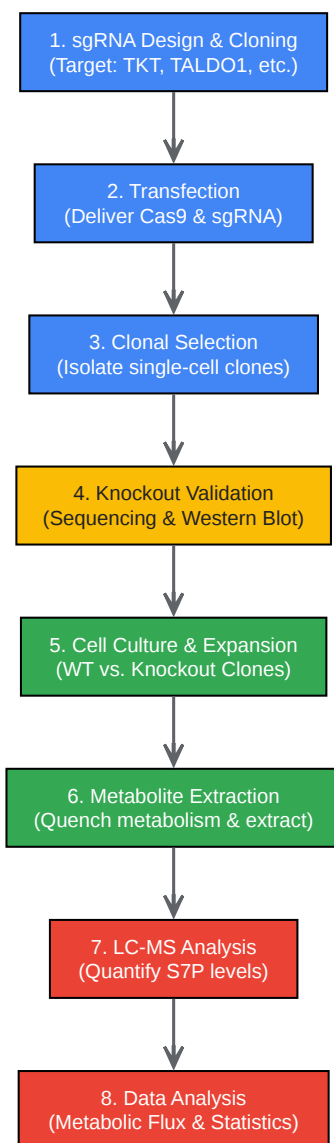 1. sgRNA Design & Cloning
(Target: TKT, TALDO1, etc.)
2. Transfection
(Deliver Cas9 & sgRNA)
3. Clonal Selection
(Isolate single-cell clones)
4. Knockout Validation
(Sequencing & Western Blot)
5. Cell Culture & Expansion
(WT vs. Knockout Clones)
6. Metabolite Extraction
(Quench metabolism & extract)
7. LC-MS Analysis
(Quantify S7P levels)
8. Data Analysis
(Metabolic Flux & Statistics)